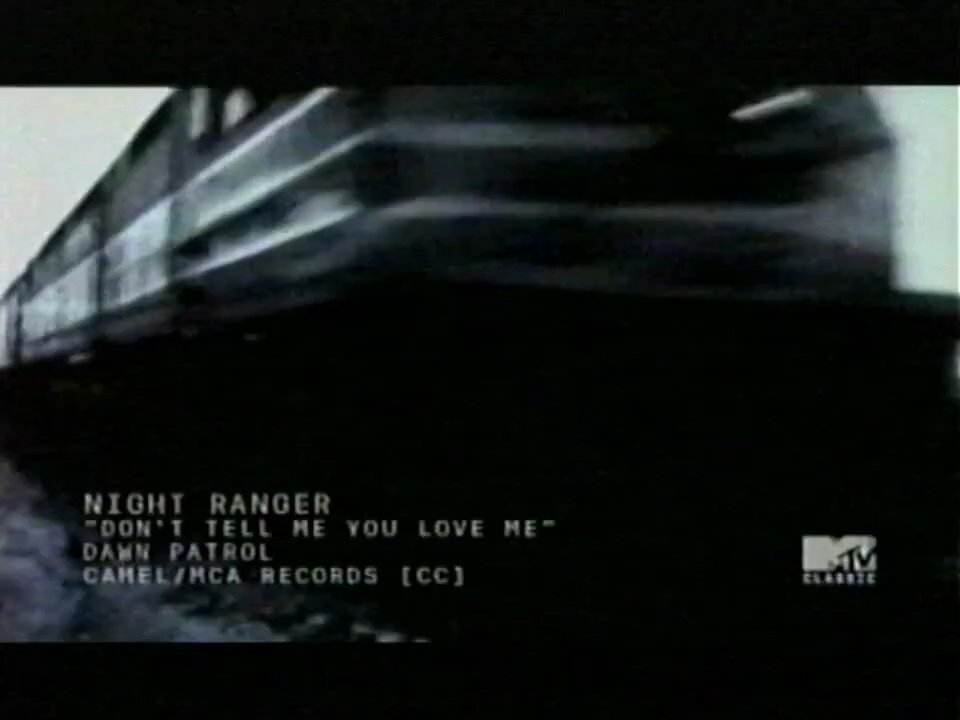 NIGHT RANGER
"DON'T TELL ME YOU LOVE ME"
DAWN PATROL
CAMEL/MCA RECORDS [CC]
MTV
CLASSIC